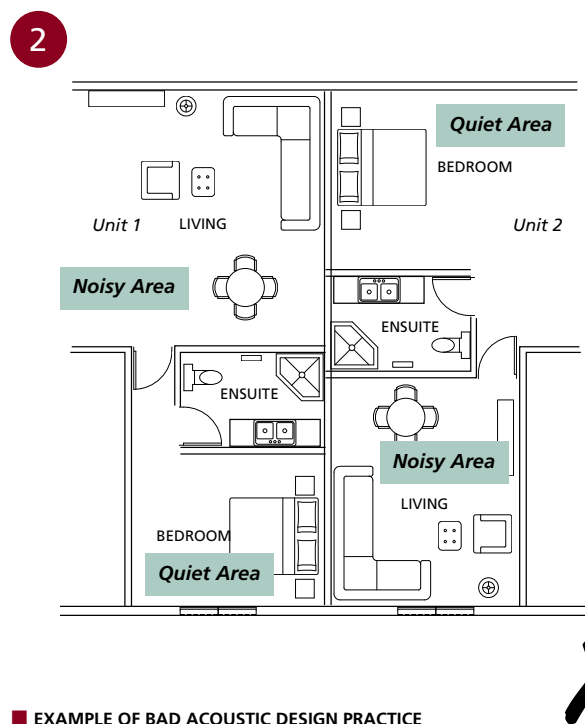 2
Quiet Area
BEDROOM
Unit 1
LIVING
Unit 2
Noisy Area
ENSUITE
ENSUITE
Noisy Area
LIVING
BEDROOM
Quiet Area
EXAMPLE OF BAD ACOUSTIC DESIGN PRACTICE